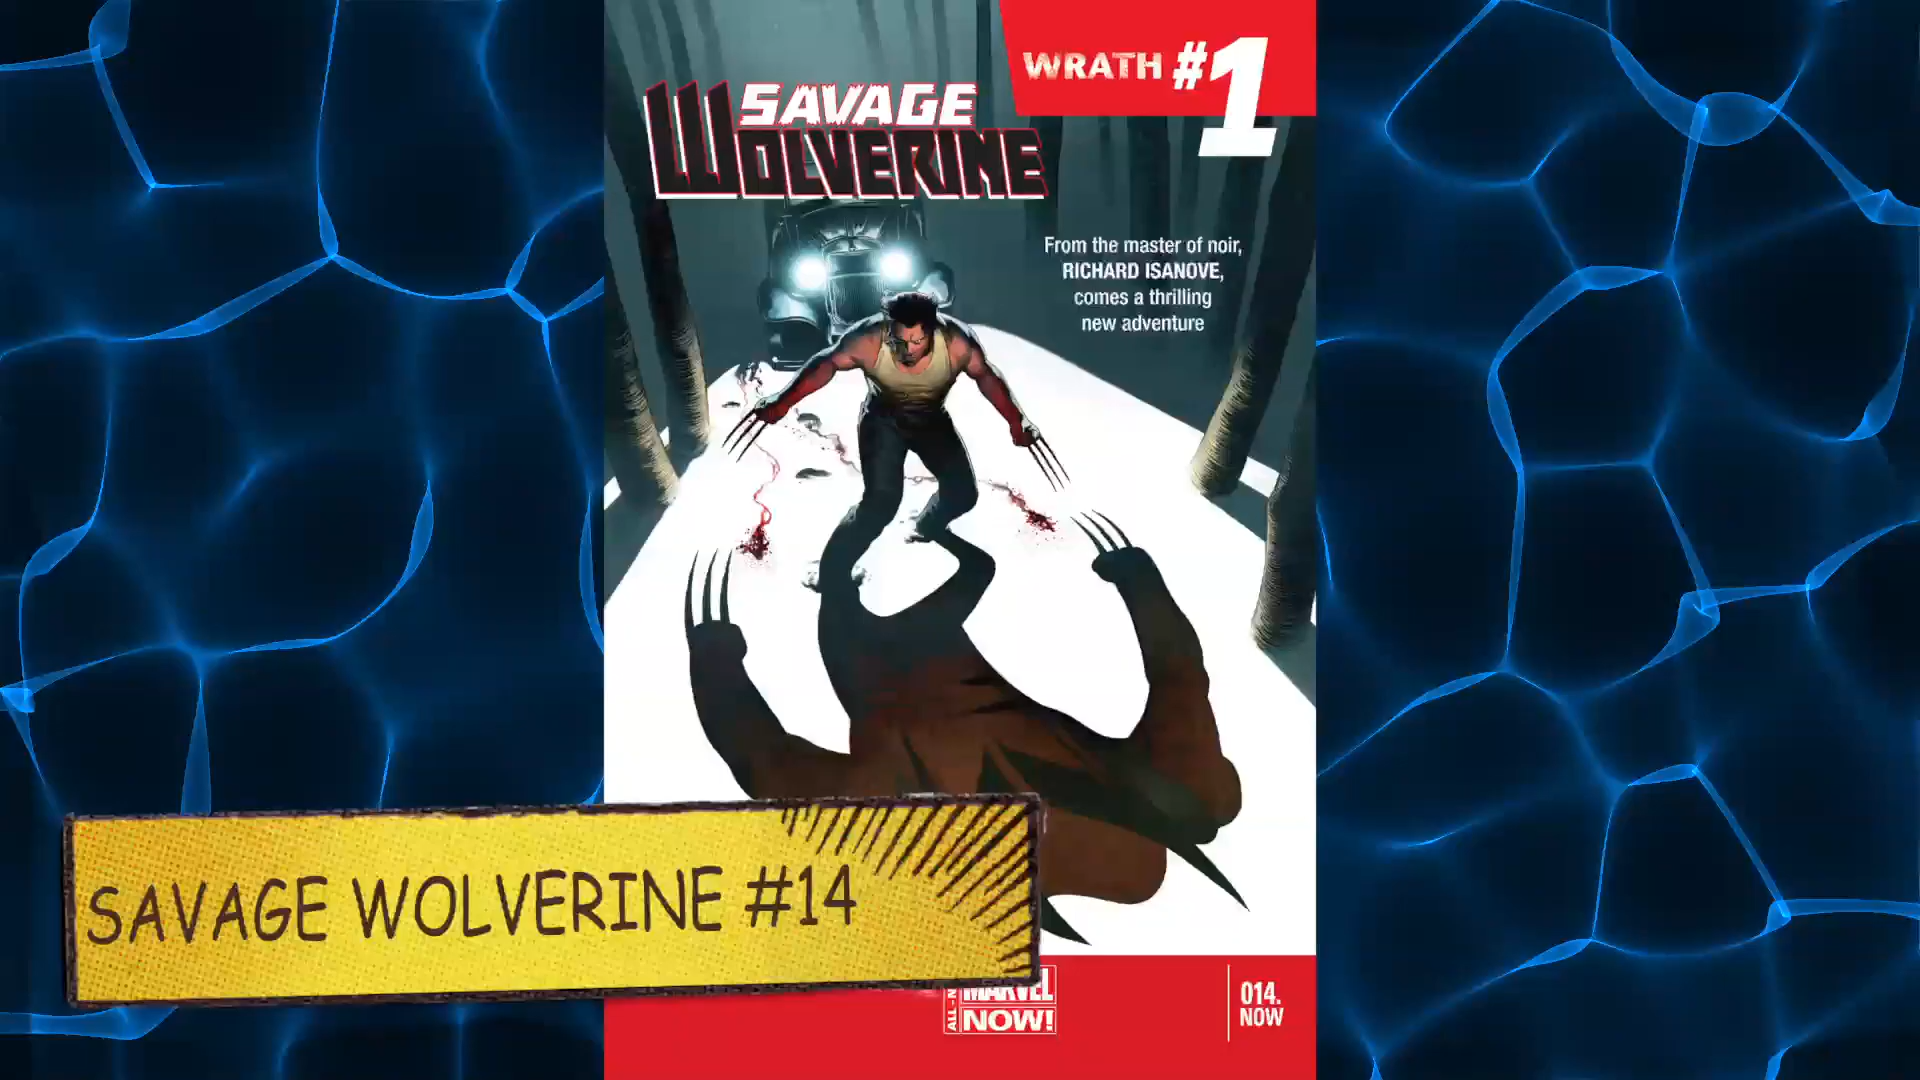 WRATH #1
SAVAGE
WOLVERINE
From the master of noir,
RICHARD ISANOVE,
comes a thrilling
new adventure
SAVAGE WOLVERINE #14
MARVEL
NOW!
014.
NOW